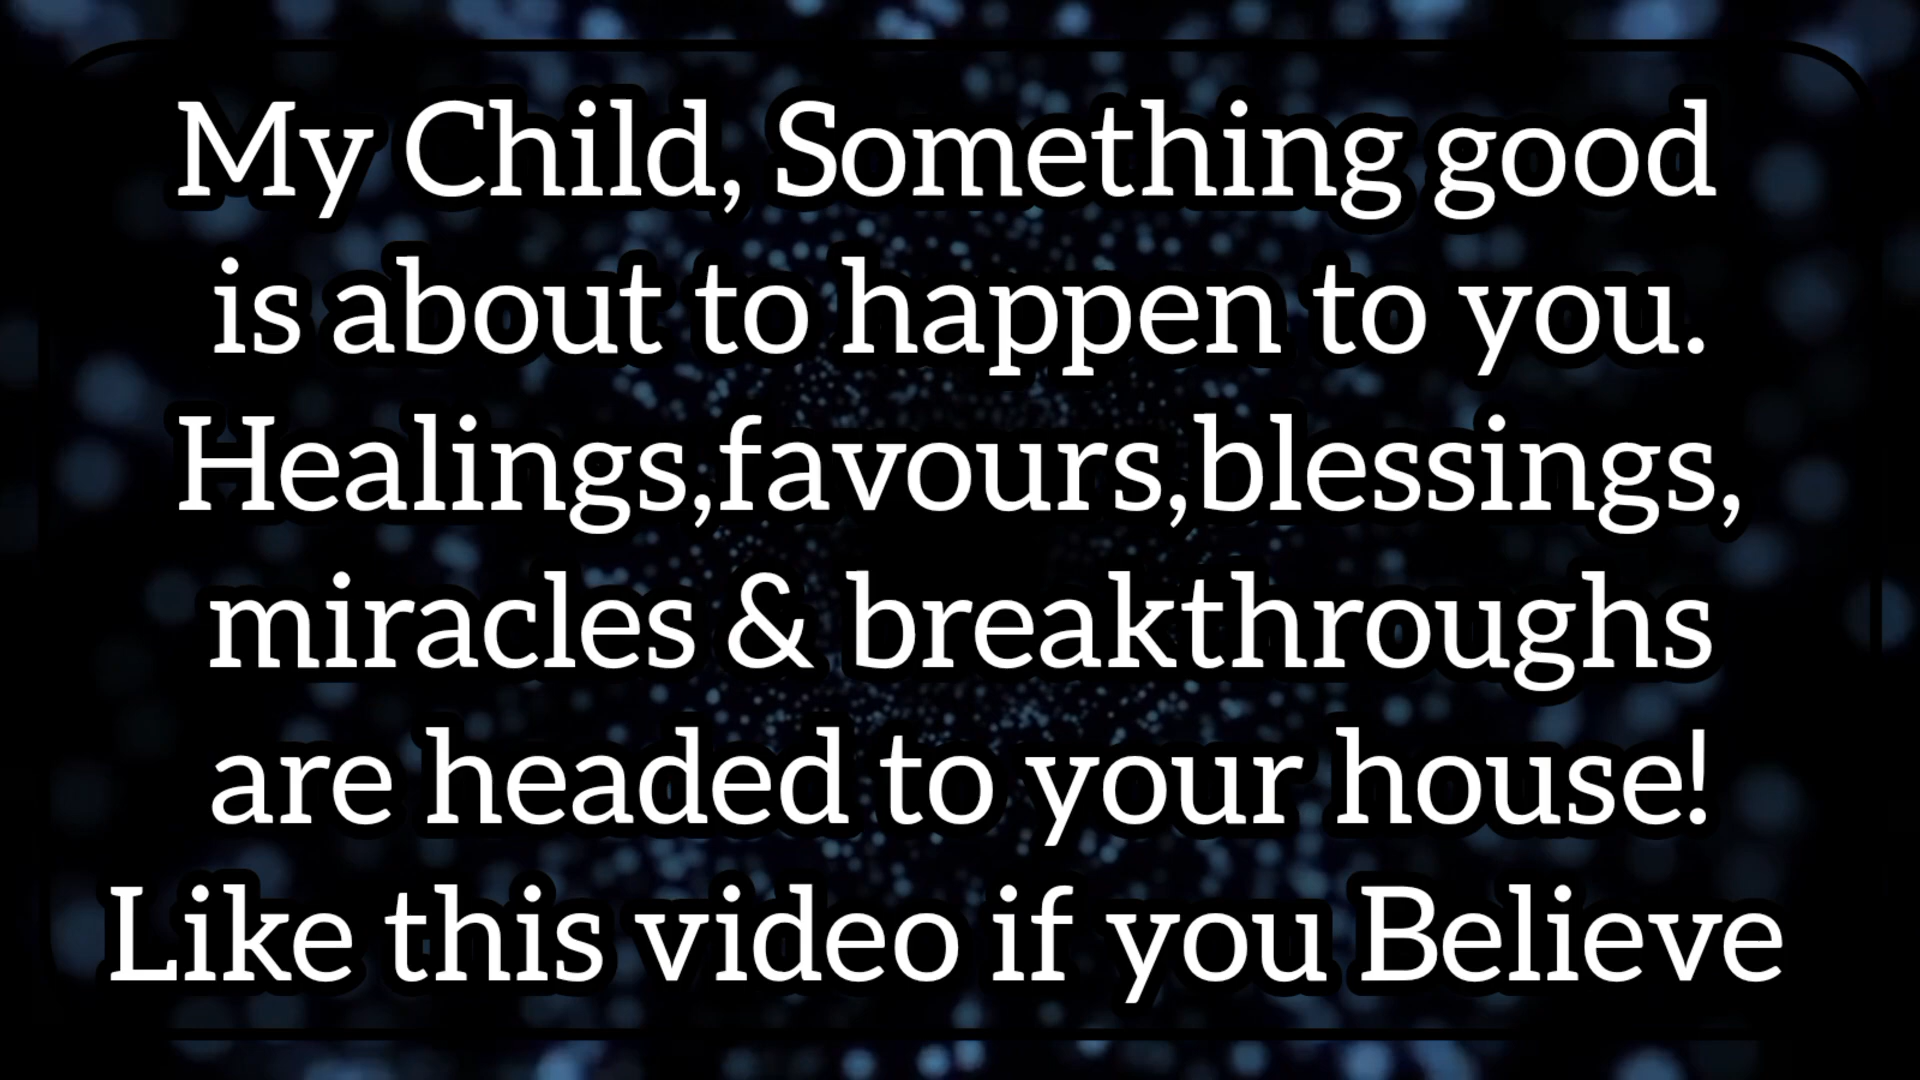 My Child, Something good
is about to happen to you.
Healings,favours,blessings,
miracles & breakthroughs
are headed to your house!
Like this video if you Believe